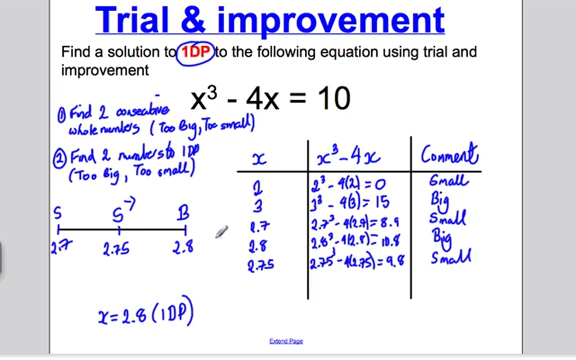 Trial & improvement
Find a solution to 1DP to the following equation using trial and
improvement
x³ - 4x = 10
① Find 2 consecutive
whole numbers (Too Big, Too small)
② Find 2 numbers to 1DP
(Too Big, Too small)
S S → B
2.7 2.75 2.8
x = 2.8 (1DP)
x x³ - 4x Comment
2 2³ - 4(2) = 0 Small
3 3³ - 4(3) = 15 Big
2.7 2.7³ - 4(2.7) = 8.9 Small
2.8 2.8³ - 4(2.8) = 10.8 Big
2.75 2.75³ - 4(2.75) = 9.8 Small
Extend Page